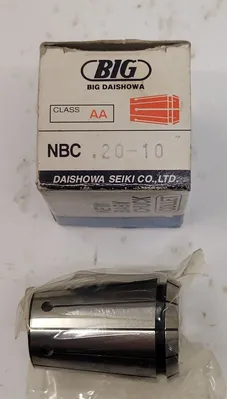 BIG
BIG DAISHOWA
CLASS AA
NBC .20-10
DAISHOWA SEIKI CO.,LTD.